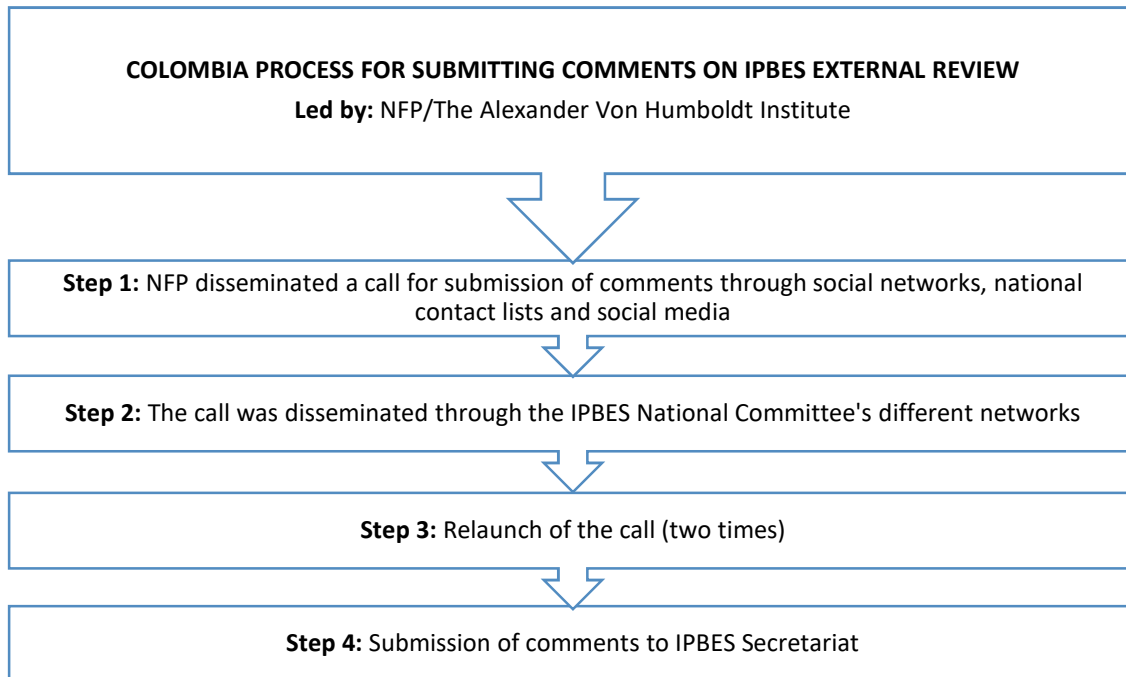 COLOMBIA PROCESS FOR SUBMITTING COMMENTS ON IPBES EXTERNAL REVIEW
Led by: NFP/The Alexander Von Humboldt Institute
Step 1: NFP disseminated a call for submission of comments through social networks, national
contact lists and social media
Step 2: The call was disseminated through the IPBES National Committee's different networks
Step 3: Relaunch of the call (two times)
Step 4: Submission of comments to IPBES Secretariat